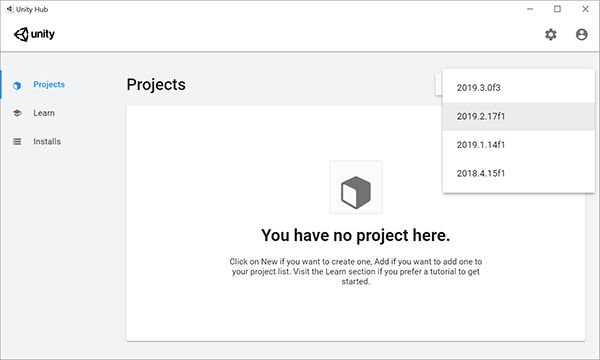 Unity Hub
unity
Projects
Learn
Installs
Projects
2019.3.0f3
2019.2.17f1
2019.1.14f1
2018.4.15f1
You have no project here.
Click on New if you want to create one, Add if you want to add one to
your project list. Visit the Learn section if you prefer a tutorial to get
started.